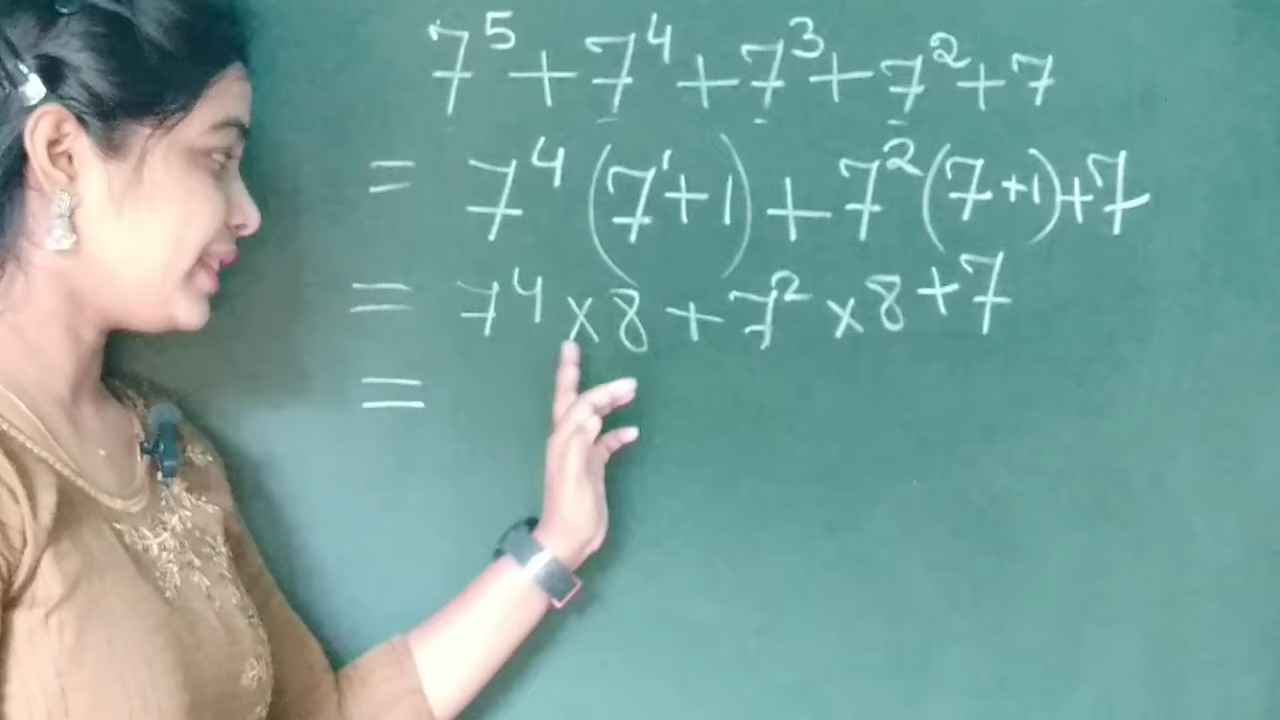 7⁵ + 7⁴ + 7³ + 7² + 7
= 7⁴ (7¹ + 1) + 7² (7 + 1) + 7
= 7⁴ × 8 + 7² × 8 + 7
=